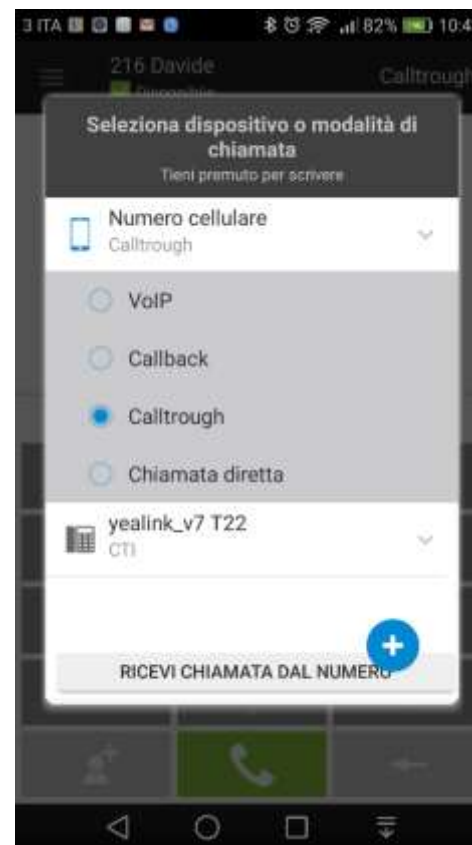 3 ITA 82% 10:4
216 Davide
Calltrough
Disponibile
Seleziona dispositivo o modalità di
chiamata
Tieni premuto per scrivere
Numero cellulare
Calltrough
VoIP
Callback
Calltrough
Chiamata diretta
yealink_v7 T22
CTI
RICEVI CHIAMATA DAL NUMERO